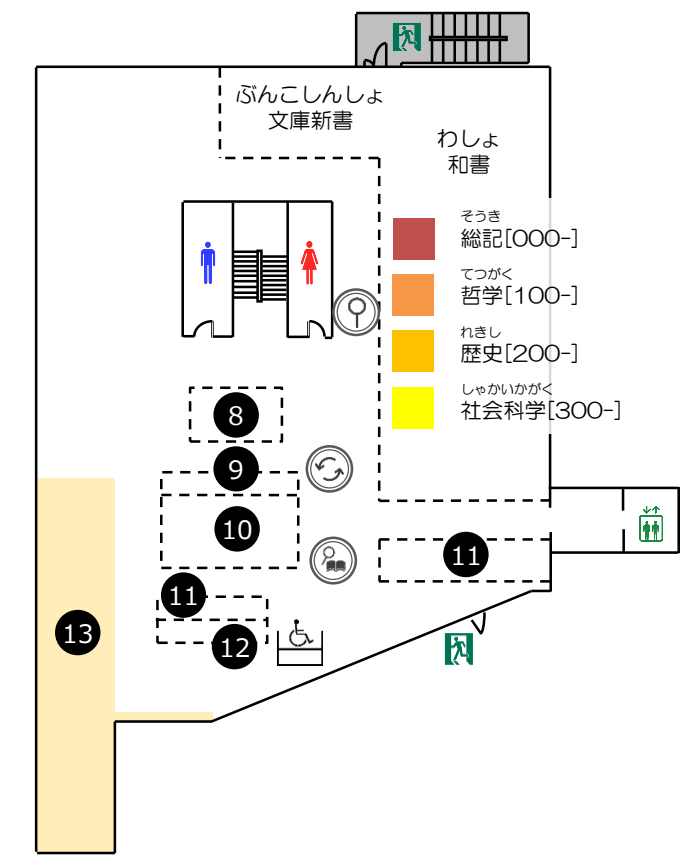 ぶんこしんしょ
文庫新書
わしょ
和書
そうき
総記[000-]
てつがく
哲学[100-]
れきし
歴史[200-]
しゃかいかがく
社会科学[300-]
8
9
10
11
11
12
13